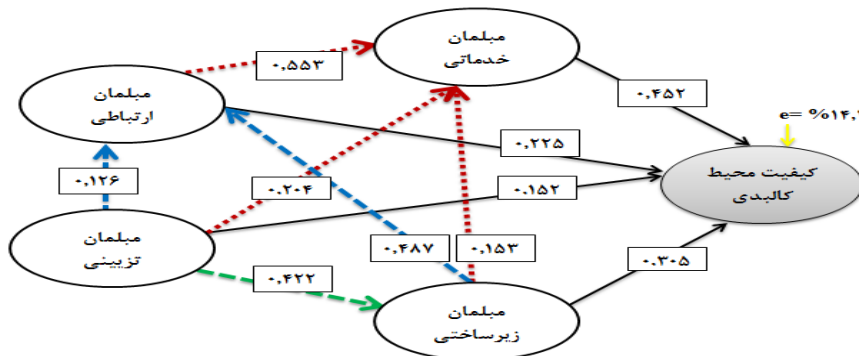 مبلمان
خدماتی
۰,۵۵۳
مبلمان
ارتباطی
۰,۴۵۲
e= %۱۴,
۰,۲۲۵
کیفیت محیط
کالبدی
۰,۱۲۶
۰,۲۰۴
۰,۱۵۲
مبلمان
تزیینی
۰,۴۸۷
۰,۱۵۳
۰,۳۰۵
۰,۴۲۲
مبلمان
زیرساختی